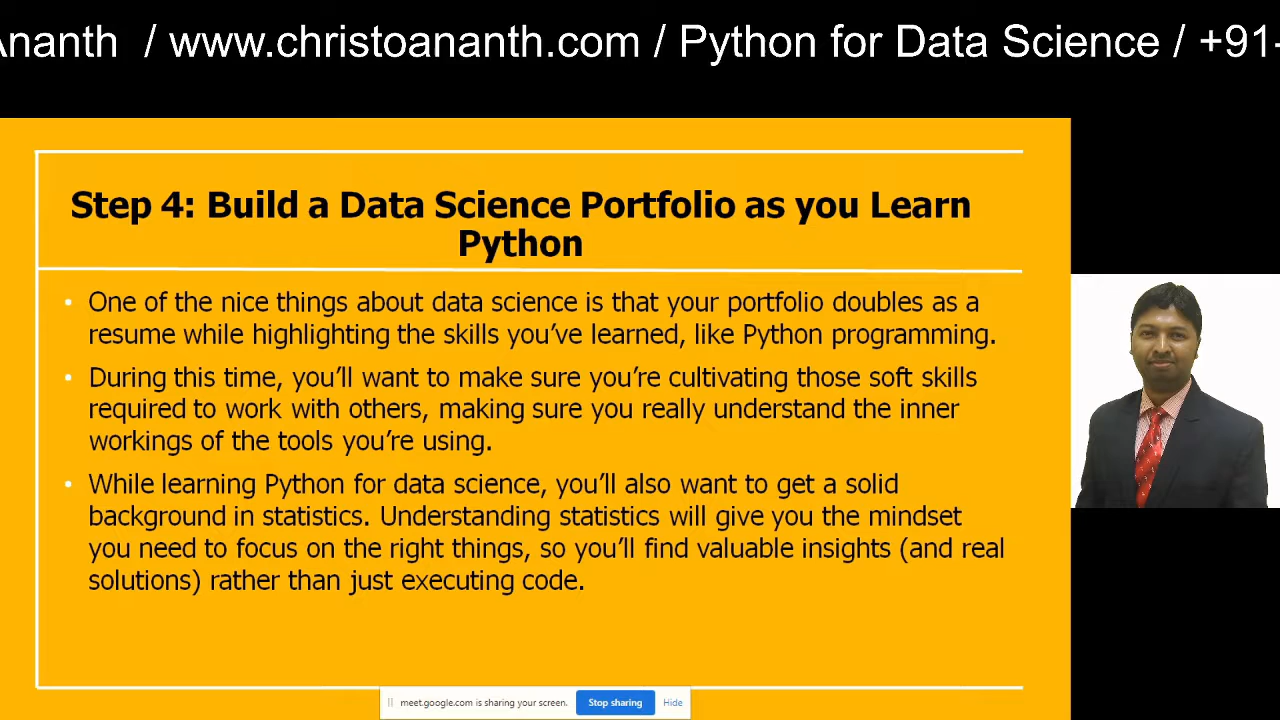 Ananth / www.christoananth.com / Python for Data Science / +91-
Step 4: Build a Data Science Portfolio as you Learn
Python
• One of the nice things about data science is that your portfolio doubles as a
resume while highlighting the skills you’ve learned, like Python programming.
• During this time, you’ll want to make sure you’re cultivating those soft skills
required to work with others, making sure you really understand the inner
workings of the tools you’re using.
• While learning Python for data science, you’ll also want to get a solid
background in statistics. Understanding statistics will give you the mindset
you need to focus on the right things, so you’ll find valuable insights (and real
solutions) rather than just executing code.
meet.google.com is sharing your screen. Stop sharing Hide